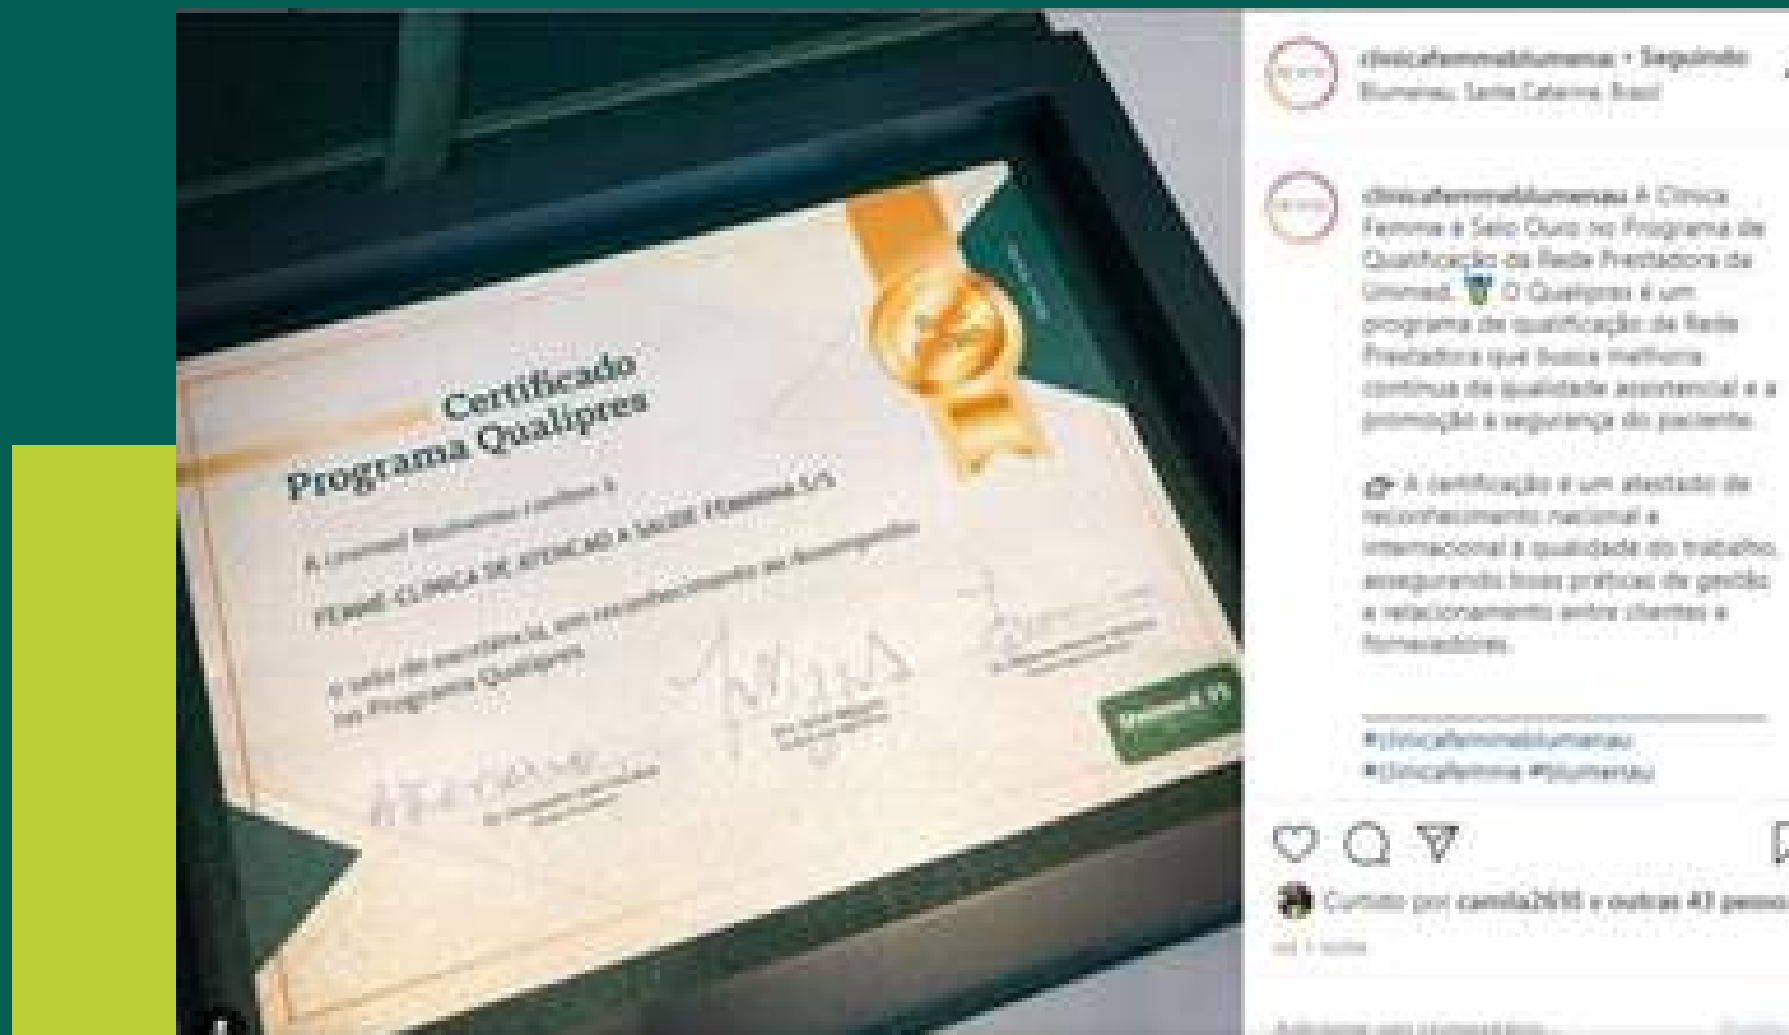 Certificado
Programa Qualipres
A Unimed Blumenau confere à
FEMME-CLINICA DE ATENCAO A SAUDE FEMININA S/S
o selo de excelência, em reconhecimento ao desempenho
no Programa Qualipres
Unimed
clinicafemmeblumenau • Seguindo
Blumenau, Santa Catarina, Brasil
clinicafemmeblumenau A Clínica
Femme é Selo Ouro no Programa de
Qualificação da Rede Prestadora da
Unimed. O Qualipres é um
programa de qualificação da Rede
Prestadora que busca melhoria
contínua da qualidade assistencial e a
promoção a segurança do paciente.
A certificação é um atestado de
reconhecimento nacional e
internacional à qualidade do trabalho,
assegurando boas práticas de gestão
e relacionamento entre clientes e
fornecedores.
#clinicafemmeblumenau
#clinicafemme #blumenau
Curtido por e outras 43